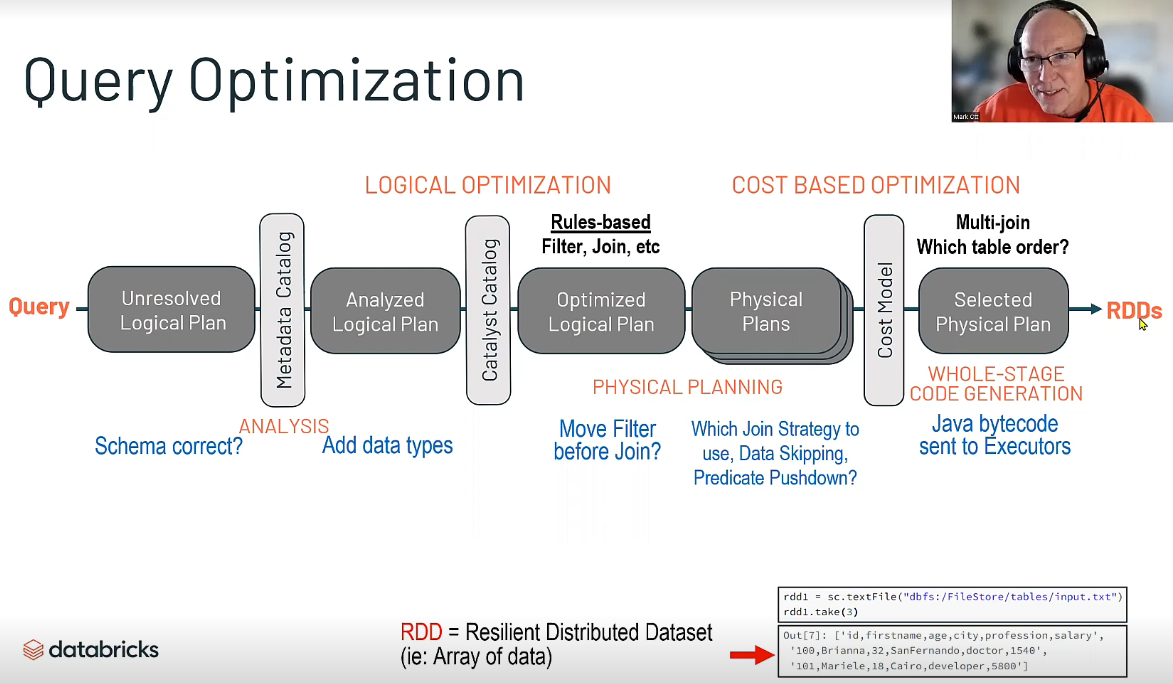 Query Optimization
Mark Ott
LOGICAL OPTIMIZATION
COST BASED OPTIMIZATION
Rules-based
Filter, Join, etc
Multi-join
Which table order?
Query
Unresolved
Logical Plan
Metadata Catalog
Analyzed
Logical Plan
Catalyst Catalog
Optimized
Logical Plan
Physical
Plans
Cost Model
Selected
Physical Plan
RDDs
ANALYSIS
PHYSICAL PLANNING
WHOLE-STAGE
CODE GENERATION
Schema correct?
Add data types
Move Filter
before Join?
Which Join Strategy to
use, Data Skipping,
Predicate Pushdown?
Java bytecode
sent to Executors
databricks
RDD = Resilient Distributed Dataset
(ie: Array of data)
rdd1 = sc.textFile("dbfs:/FileStore/tables/input.txt")
rdd1.take(3)
Out[7]: ['id,firstname,age,city,profession,salary',
'100,Brianna,32,SanFernando,doctor,1540',
'101,Mariele,18,Cairo,developer,5800']